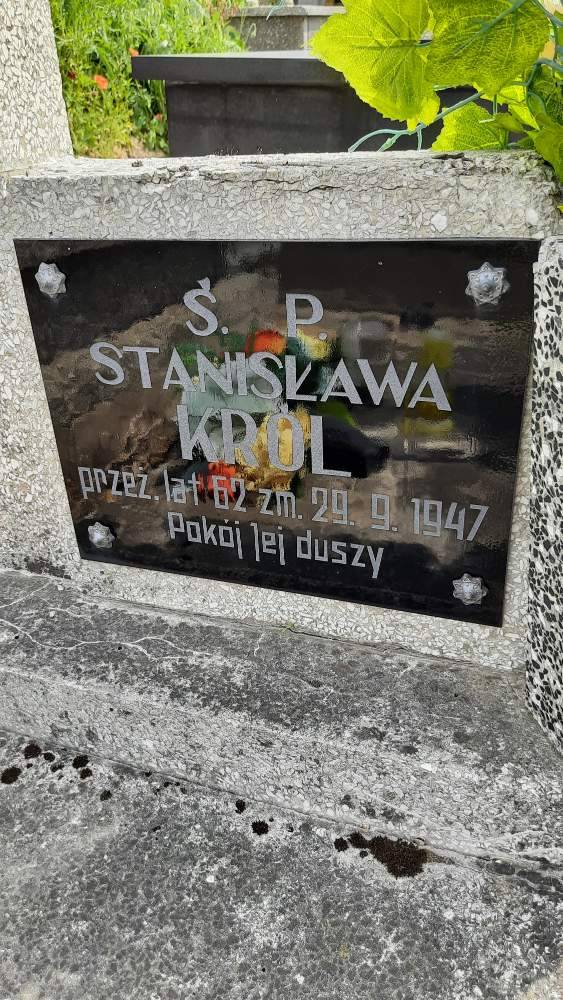 Ś. P.
STANISŁAWA
KRÓL
przeż. lat 62 zm. 29. 9. 1947
Pokój Jej duszy